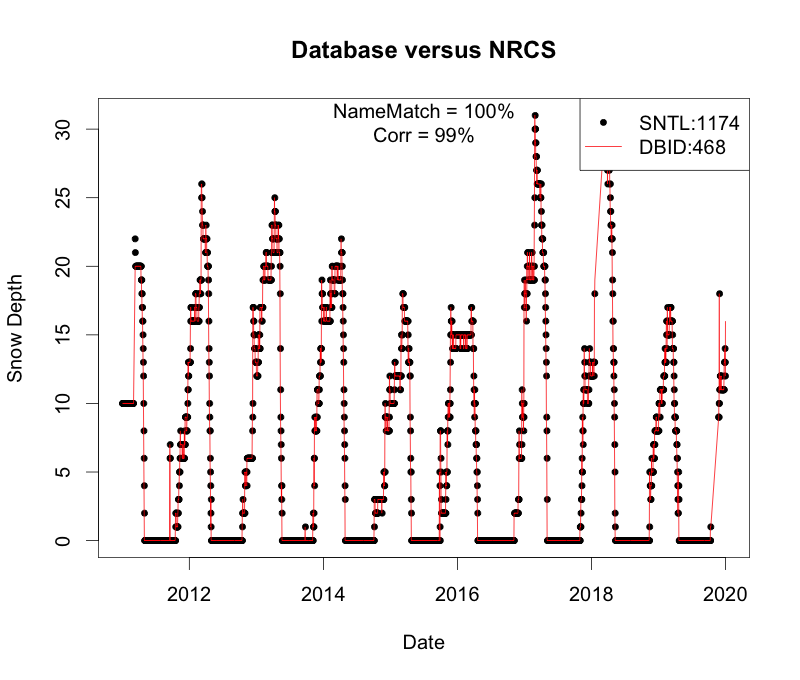 Database versus NRCS
NameMatch = 100%
Corr = 99%
SNTL:1174
DBID:468
30
25
20
15
10
5
0
Snow Depth
2012 2014 2016 2018 2020
Date